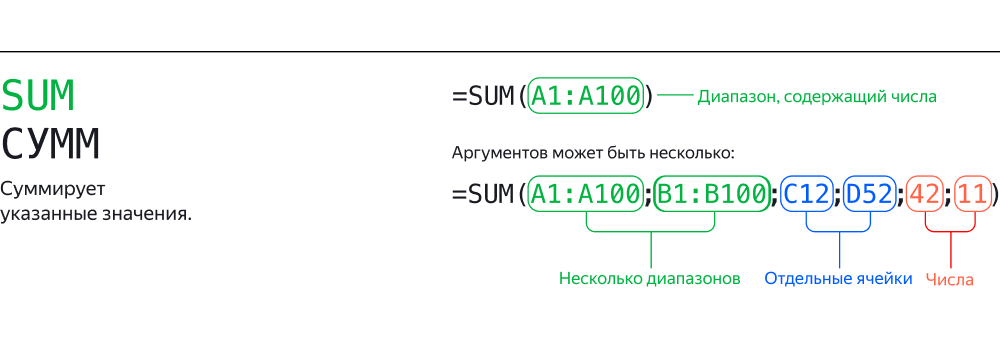 SUM
СУММ
Суммирует
указанные значения.
=SUM(A1:A100)
Диапазон, содержащий числа
Аргументов может быть несколько:
=SUM(A1:A100;B1:B100;C12;D52;42;11)
Несколько диапазонов
Отдельные ячейки
Числа